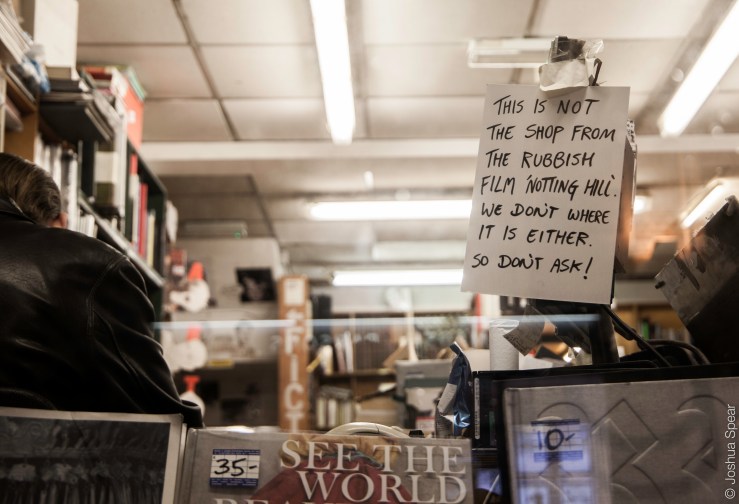 THIS IS NOT
THE SHOP FROM
THE RUBBISH
FILM 'NOTTING HILL'.
WE DON'T WHERE
IT IS EITHER.
SO DON'T ASK!
FICT
35.-
SEE THE
WORLD
10.-
© Joshua Spear